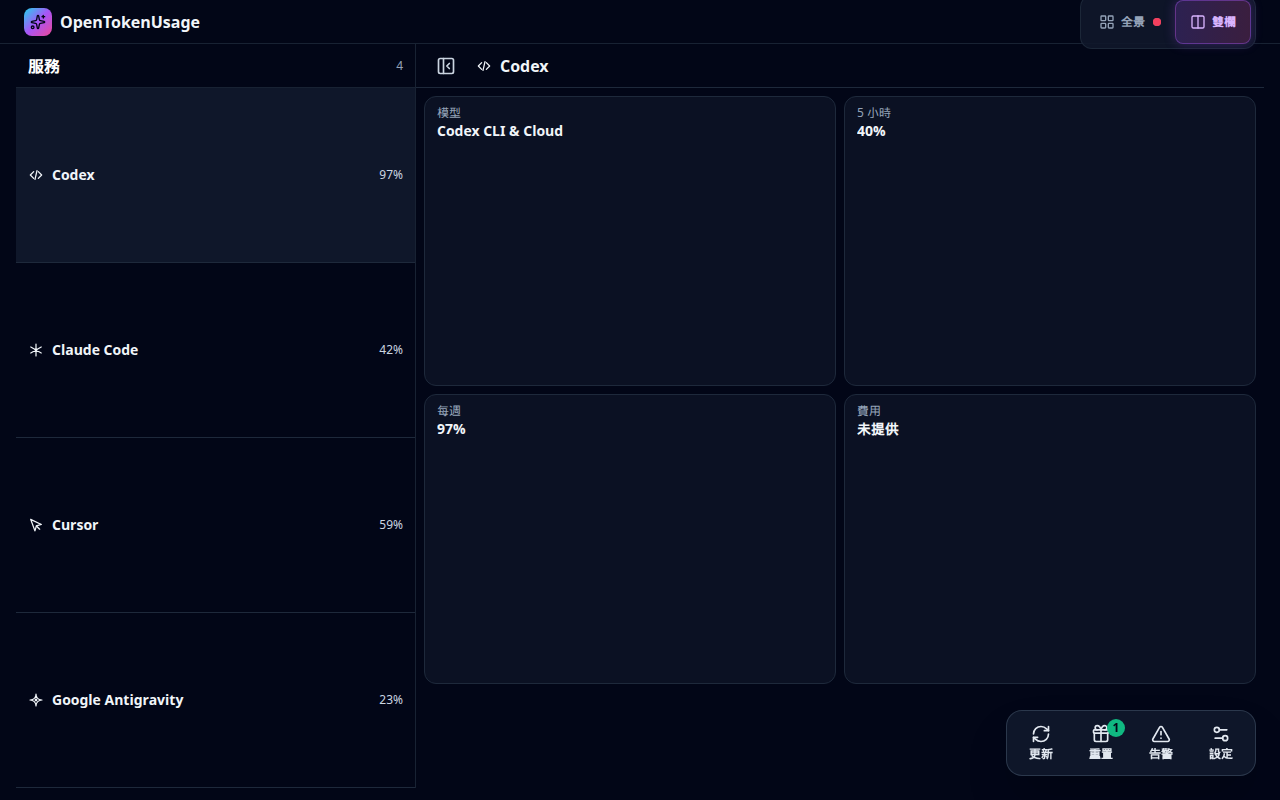 OpenTokenUsage
全景
雙欄
服務
4
Codex
Codex
97%
Claude Code
42%
Cursor
59%
Google Antigravity
23%
模型
Codex CLI & Cloud
5 小時
40%
每週
97%
費用
未提供
更新
1
重置
告警
設定